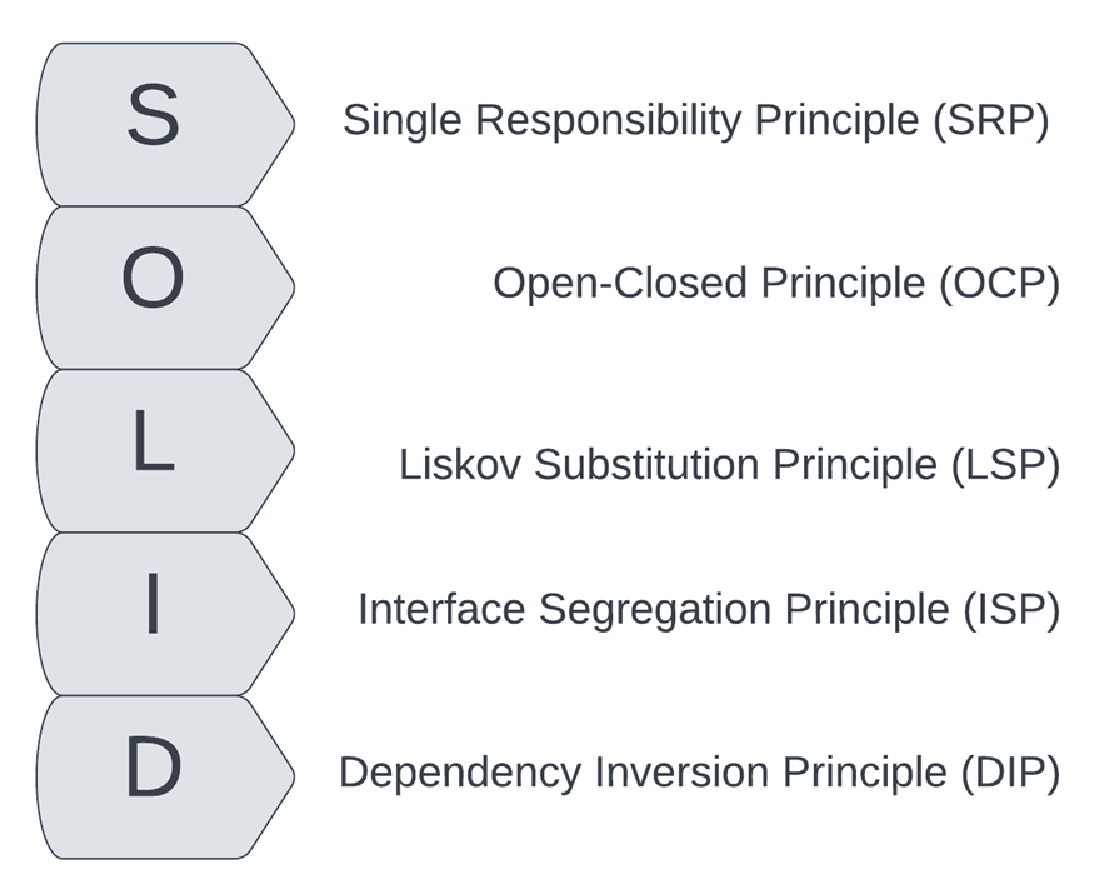 S
Single Responsibility Principle (SRP)
O
Open-Closed Principle (OCP)
L
Liskov Substitution Principle (LSP)
I
Interface Segregation Principle (ISP)
D
Dependency Inversion Principle (DIP)